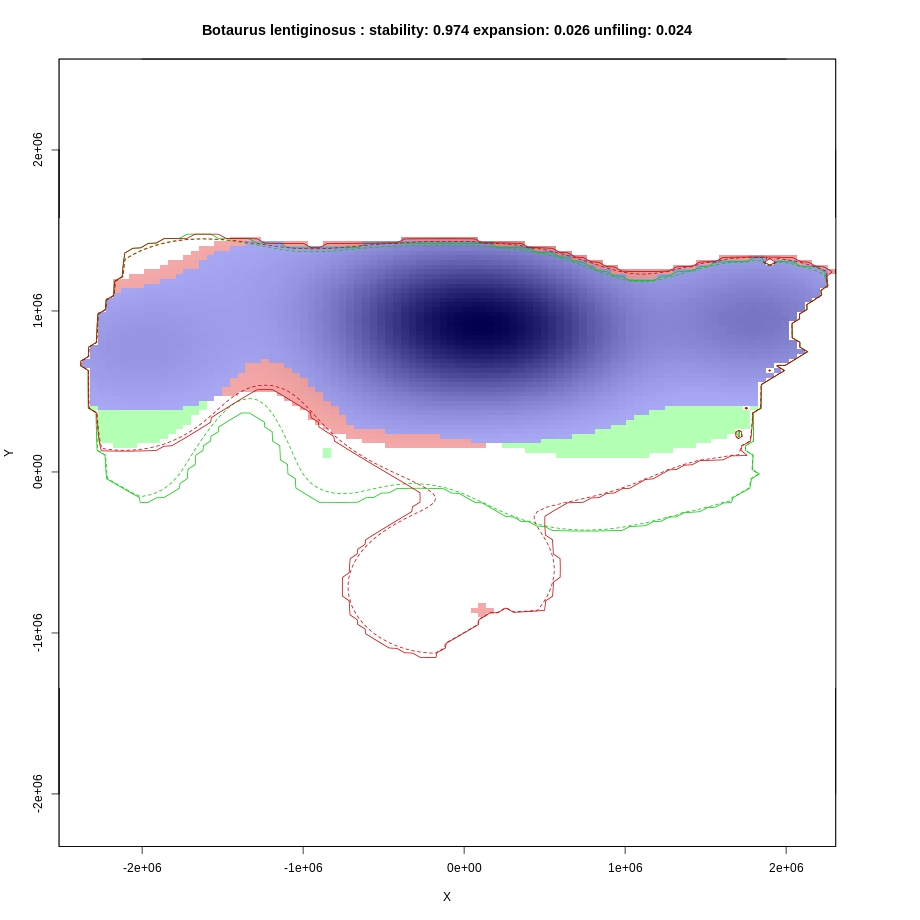 Botaurus lentiginosus : stability: 0.974 expansion: 0.026 unfiling: 0.024
2e+06
1e+06
0e+00
-1e+06
-2e+06
Y
-2e+06 -1e+06 0e+00 1e+06 2e+06
X